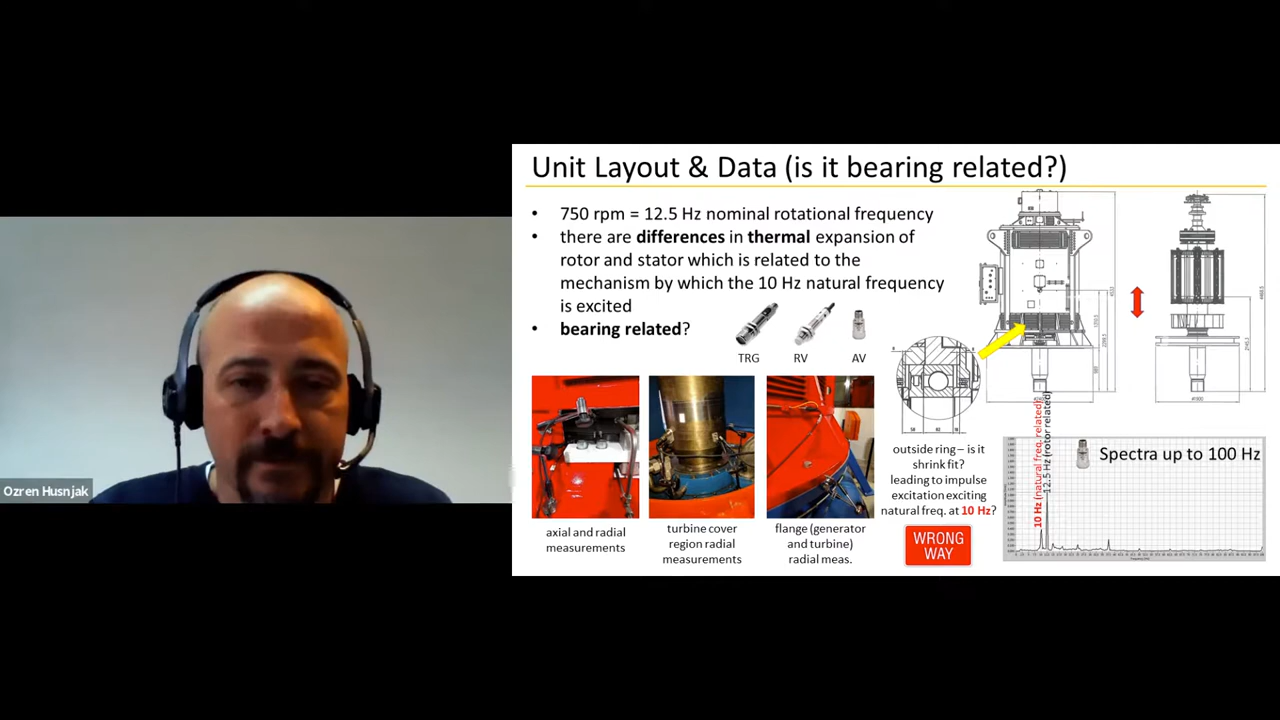 Ozren Husnjak
Unit Layout & Data (is it bearing related?)
• 750 rpm = 12.5 Hz nominal rotational frequency
• there are differences in thermal expansion of
rotor and stator which is related to the
mechanism by which the 10 Hz natural frequency
is excited
• bearing related?
TRG
RV
AV
axial and radial
measurements
turbine cover
region radial
measurements
flange (generator
and turbine)
radial meas.
outside ring – is it
shrink fit?
leading to impulse
excitation exciting
natural freq. at 10 Hz?
WRONG
WAY
10 Hz (natural freq. related)
12.5 Hz (rotor related)
Spectra up to 100 Hz